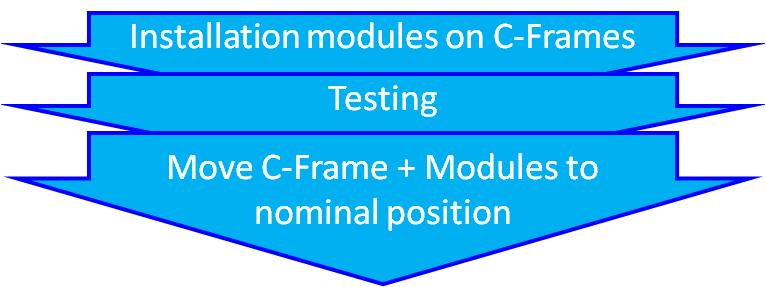 Installation modules on C-Frames
Testing
Move C-Frame + Modules to
nominal position